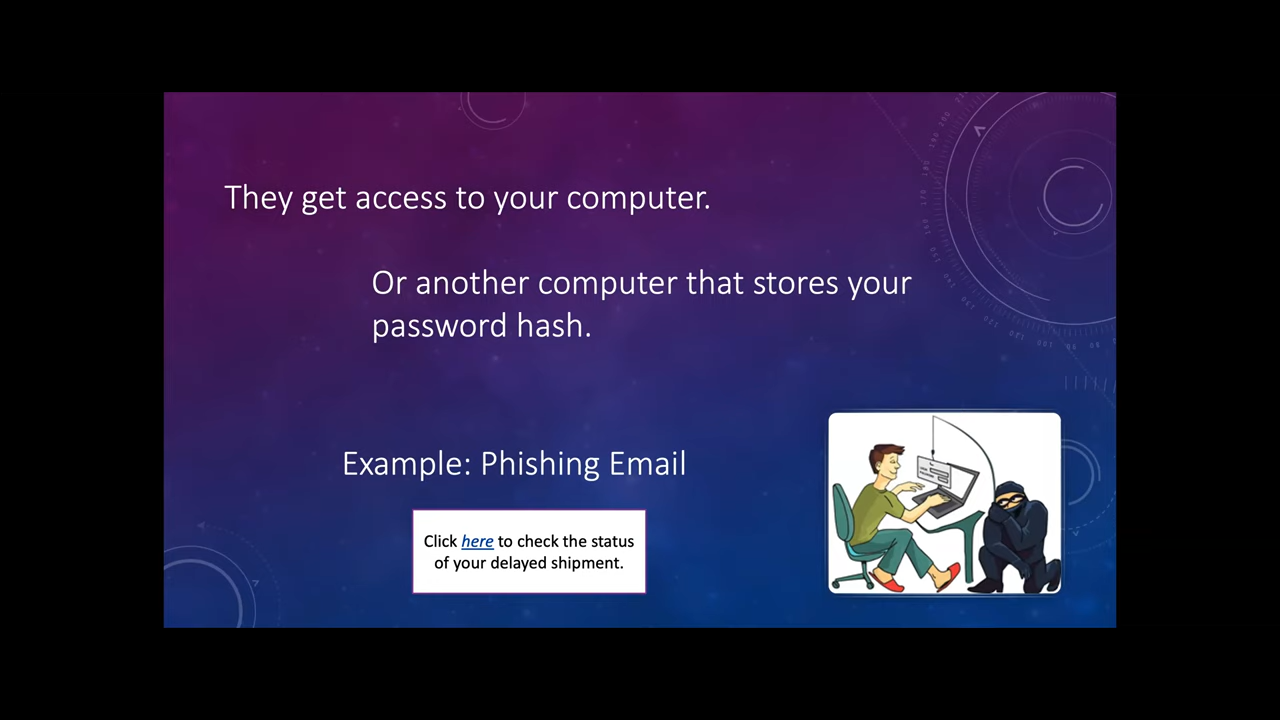 They get access to your computer.
Or another computer that stores your
password hash.
Example: Phishing Email
Click here to check the status
of your delayed shipment.